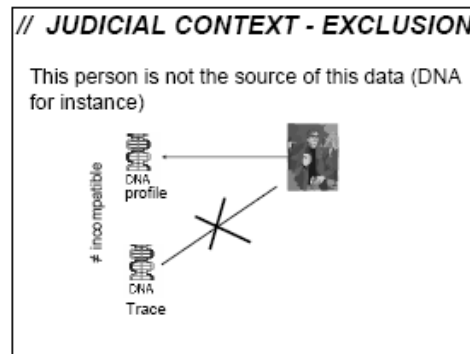 // JUDICIAL CONTEXT - EXCLUSION
This person is not the source of this data (DNA
for instance)
DNA
profile
≠ incompatible
DNA
Trace